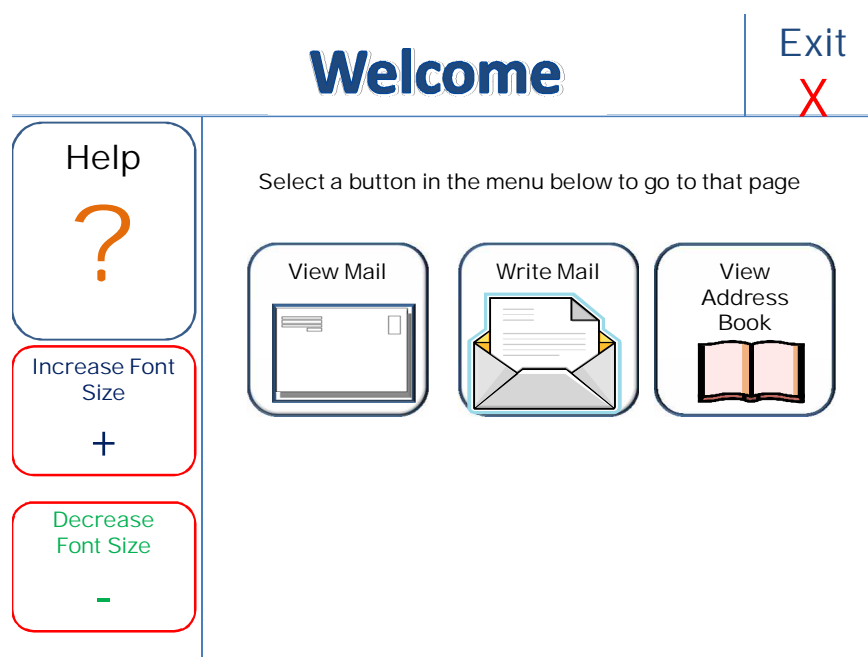 Welcome
Exit
X
Help
?
Select a button in the menu below to go to that page
View Mail
Write Mail
View
Address
Book
Increase Font
Size
+
Decrease
Font Size
-